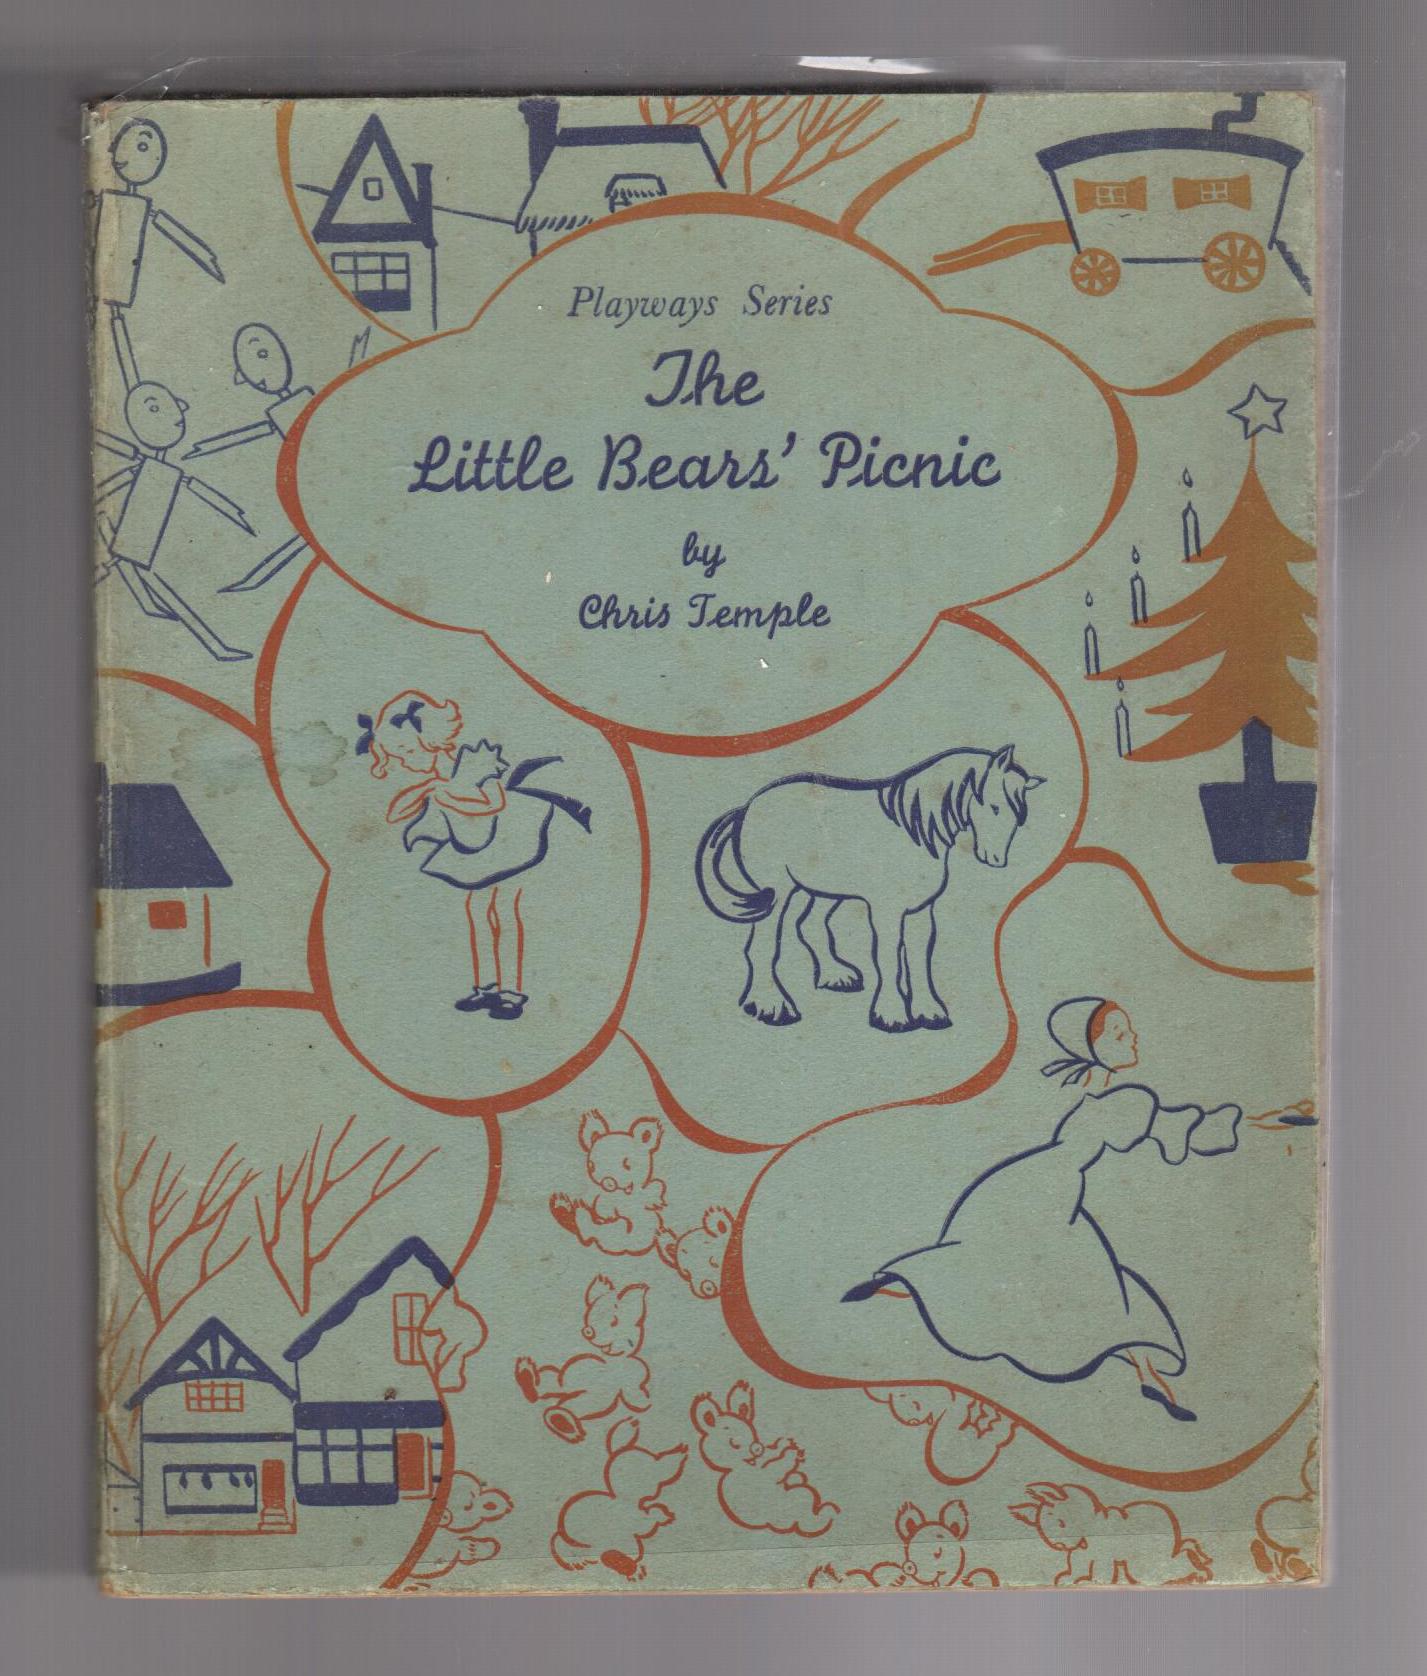 Playways Series
The
Little Bears' Picnic
by
Chris Temple